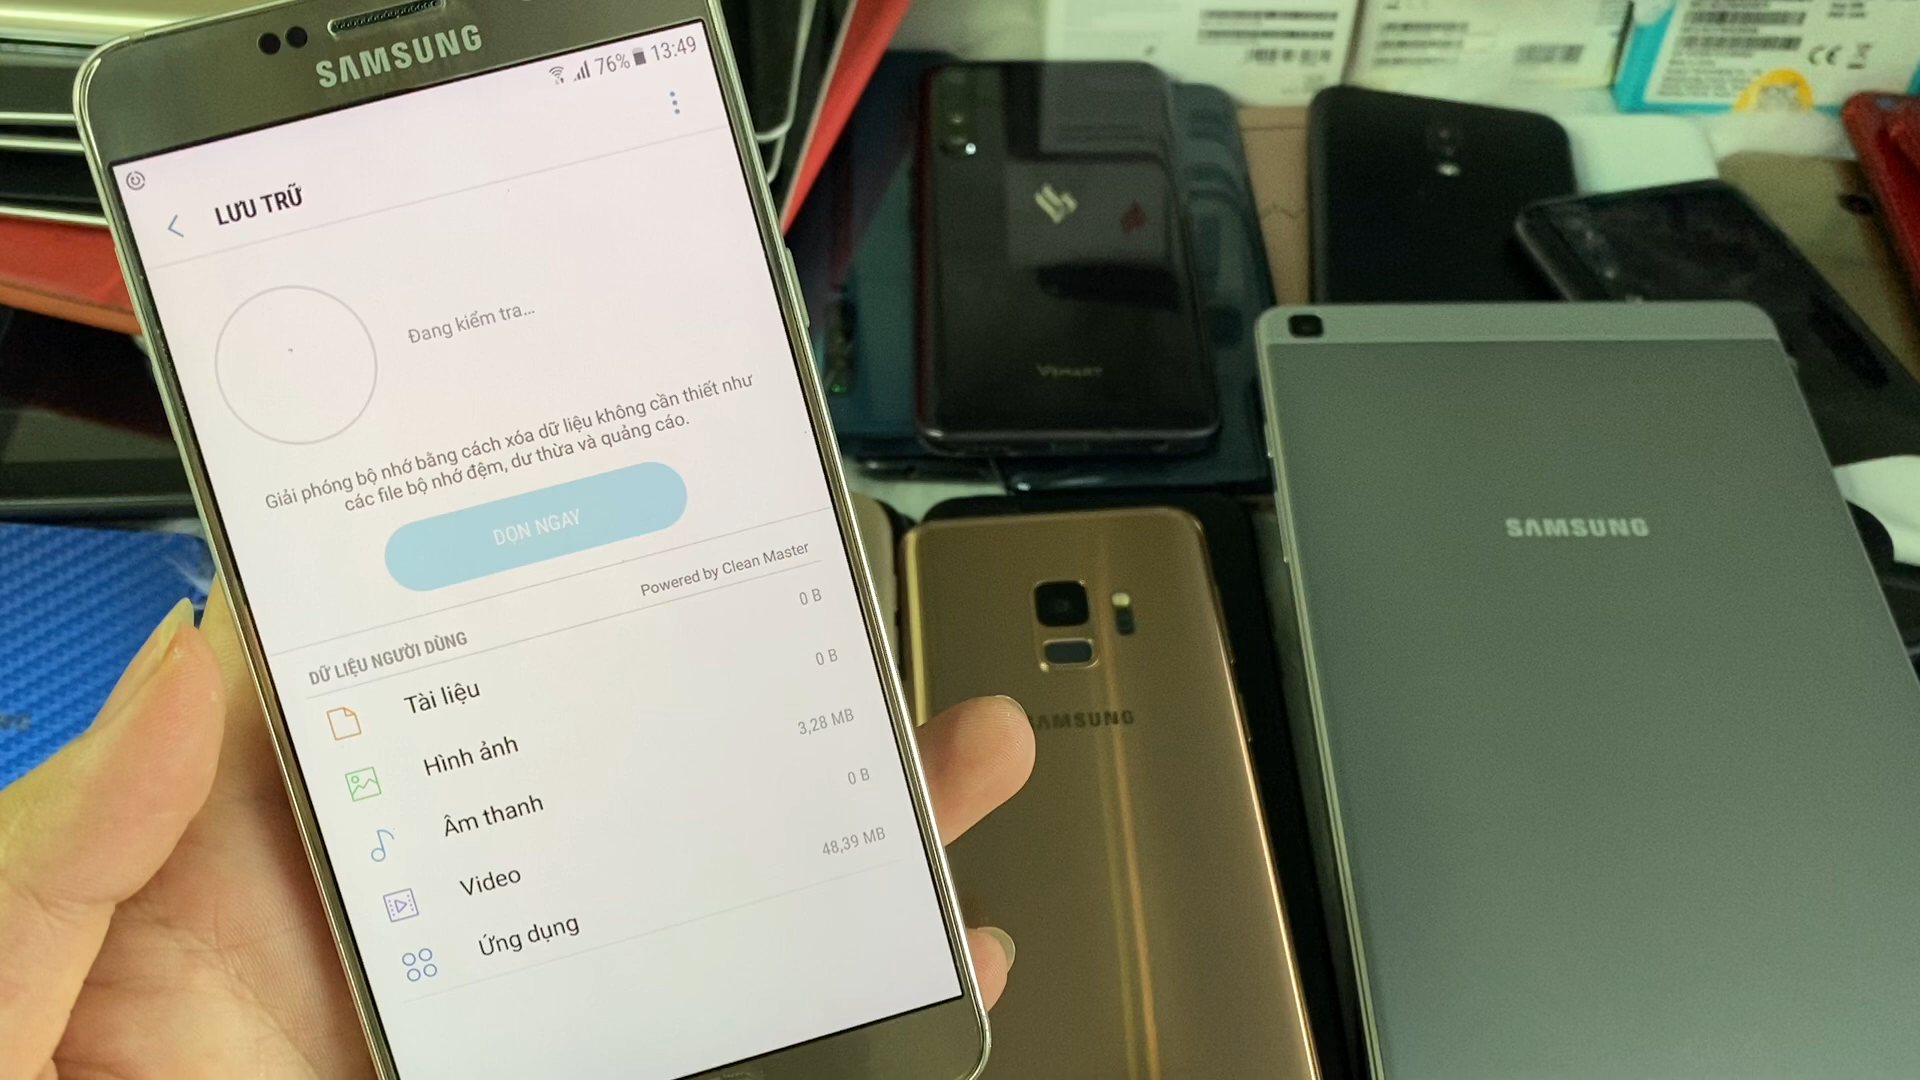 SAMSUNG
76% 13:49
LƯU TRỮ
Đang kiểm tra...
Giải phóng bộ nhớ bằng cách xóa dữ liệu không cần thiết như
các file bộ nhớ đệm, dư thừa và quảng cáo.
DỌN NGAY
Powered by Clean Master
DỮ LIỆU NGƯỜI DÙNG
Tài liệu 0 B
Hình ảnh 0 B
Âm thanh 3,28 MB
Video 0 B
Ứng dụng 48,39 MB
VSMART
SAMSUNG
SAMSUNG
CE